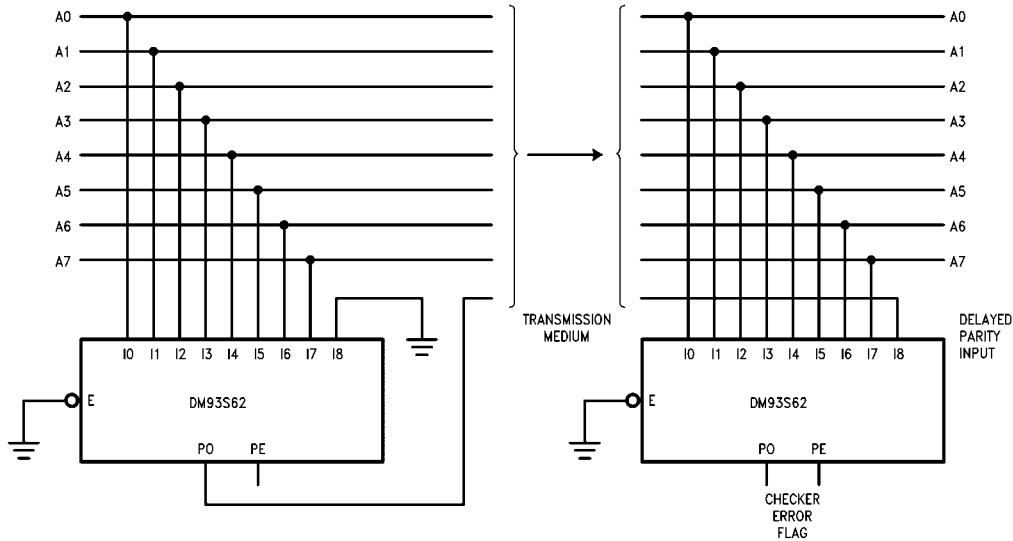 A0
A1
A2
A3
A4
A5
A6
A7
I0 I1 I2 I3 I4 I5 I6 I7 I8
E
DM93S62
PO PE
TRANSMISSION
MEDIUM
A0
A1
A2
A3
A4
A5
A6
A7
DELAYED
PARITY
INPUT
I0 I1 I2 I3 I4 I5 I6 I7 I8
E
DM93S62
PO PE
CHECKER
ERROR
FLAG